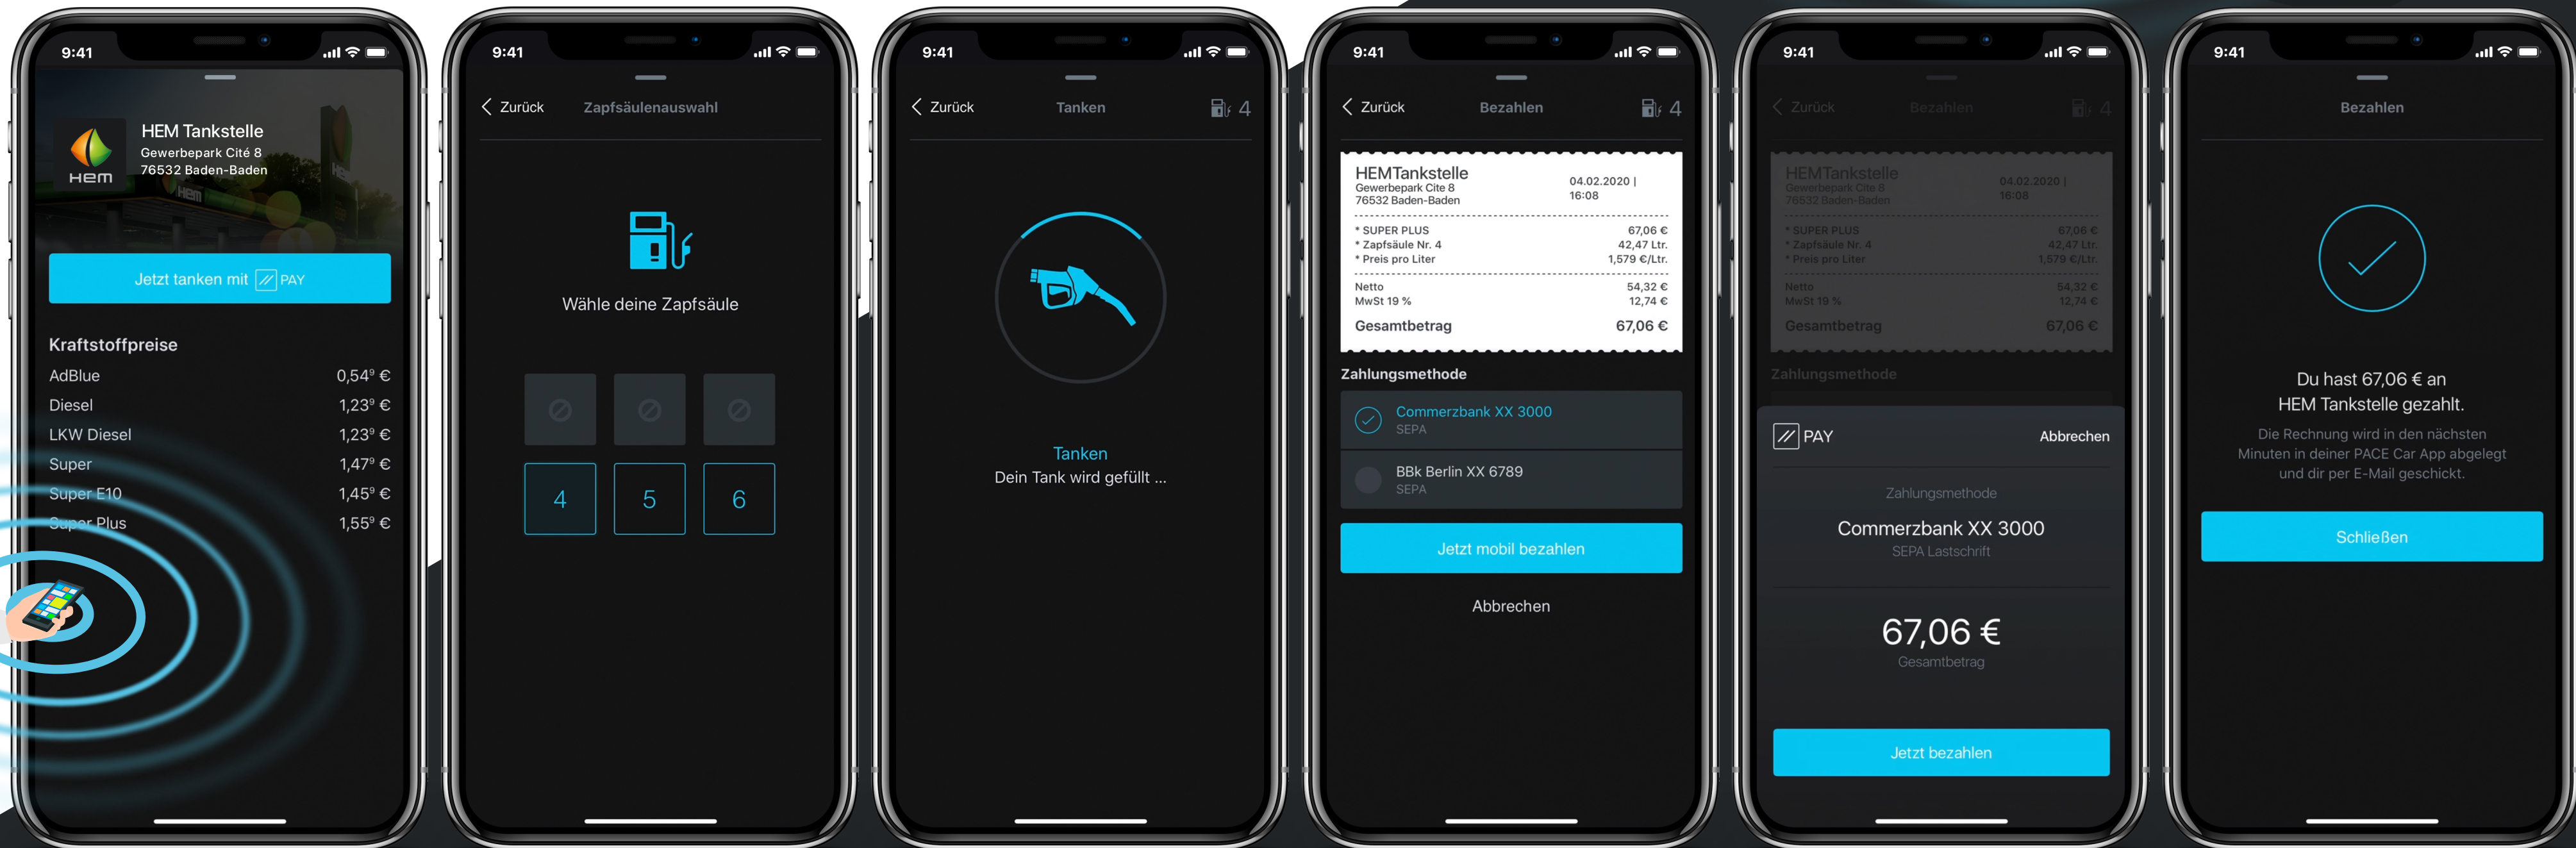 9:41
HEM Tankstelle
Gewerbepark Cité 8
76532 Baden-Baden
Hem
Hem
Jetzt tanken mit PAY
Kraftstoffpreise
AdBlue 0,54⁹ €
Diesel 1,23⁹ €
LKW Diesel 1,23⁹ €
Super 1,47⁹ €
Super E10 1,45⁹ €
Super Plus 1,55⁹ €
9:41
Zurück Zapfsäulenauswahl
Wähle deine Zapfsäule
4 5 6
9:41
Zurück Tanken 4
Tanken
Dein Tank wird gefüllt ...
9:41
Zurück Bezahlen 4
HEMTankstelle
Gewerbepark Cite 8
76532 Baden-Baden
04.02.2020 |
16:08
* SUPER PLUS 67,06 €
* Zapfsäule Nr. 4 42,47 Ltr.
* Preis pro Liter 1,579 €/Ltr.
Netto 54,32 €
MwSt 19 % 12,74 €
Gesamtbetrag 67,06 €
Zahlungsmethode
Commerzbank XX 3000
SEPA
BBk Berlin XX 6789
SEPA
Jetzt mobil bezahlen
Abbrechen
9:41
Zurück Bezahlen 4
HEMTankstelle
Gewerbepark Cite 8
76532 Baden-Baden
04.02.2020 |
16:08
* SUPER PLUS 67,06 €
* Zapfsäule Nr. 4 42,47 Ltr.
* Preis pro Liter 1,579 €/Ltr.
Netto 54,32 €
MwSt 19 % 12,74 €
Gesamtbetrag 67,06 €
Zahlungsmethode
PAY Abbrechen
Zahlungsmethode
Commerzbank XX 3000
SEPA Lastschrift
67,06 €
Gesamtbetrag
Jetzt bezahlen
9:41
Bezahlen
Du hast 67,06 € an
HEM Tankstelle gezahlt.
Die Rechnung wird in den nächsten
Minuten in deiner PACE Car App abgelegt
und dir per E-Mail geschickt.
Schließen